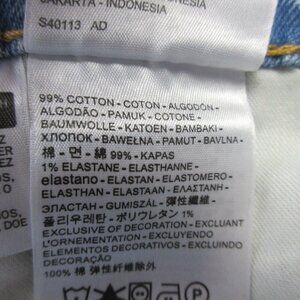 JAKARTA - INDONESIA
S40113 AD
99% COTTON - COTON - ALGODÓN -
ALGODÃO - PAMUK - COTONE -
BAUMWOLLE - KATOEN - BAMBAKI -
ХЛОПОК - BAWEŁNA - PAMUT - BAVLNA -
棉 - 면 - 綿 99% - KAPAS
1% ELASTANE - ELASTHANNE -
elastano - ELASTAN - ELASTOMERO -
ELASTHAN - ELASTAAN - ΕΛΑΣΤΑΝΗ -
ЭЛАСТАН - GUMISZÁL - 彈性纖維 -
폴리우레탄 - ポリウレタン 1%
EXCLUSIVE OF DECORATION - EXCLUANT
L'ORNEMENTATION - EXCLUYENDO
ELEMENTOS DECORATIVOS - EXCLUINDO
DECORATIVOS
100% 棉 弹性纤维除外